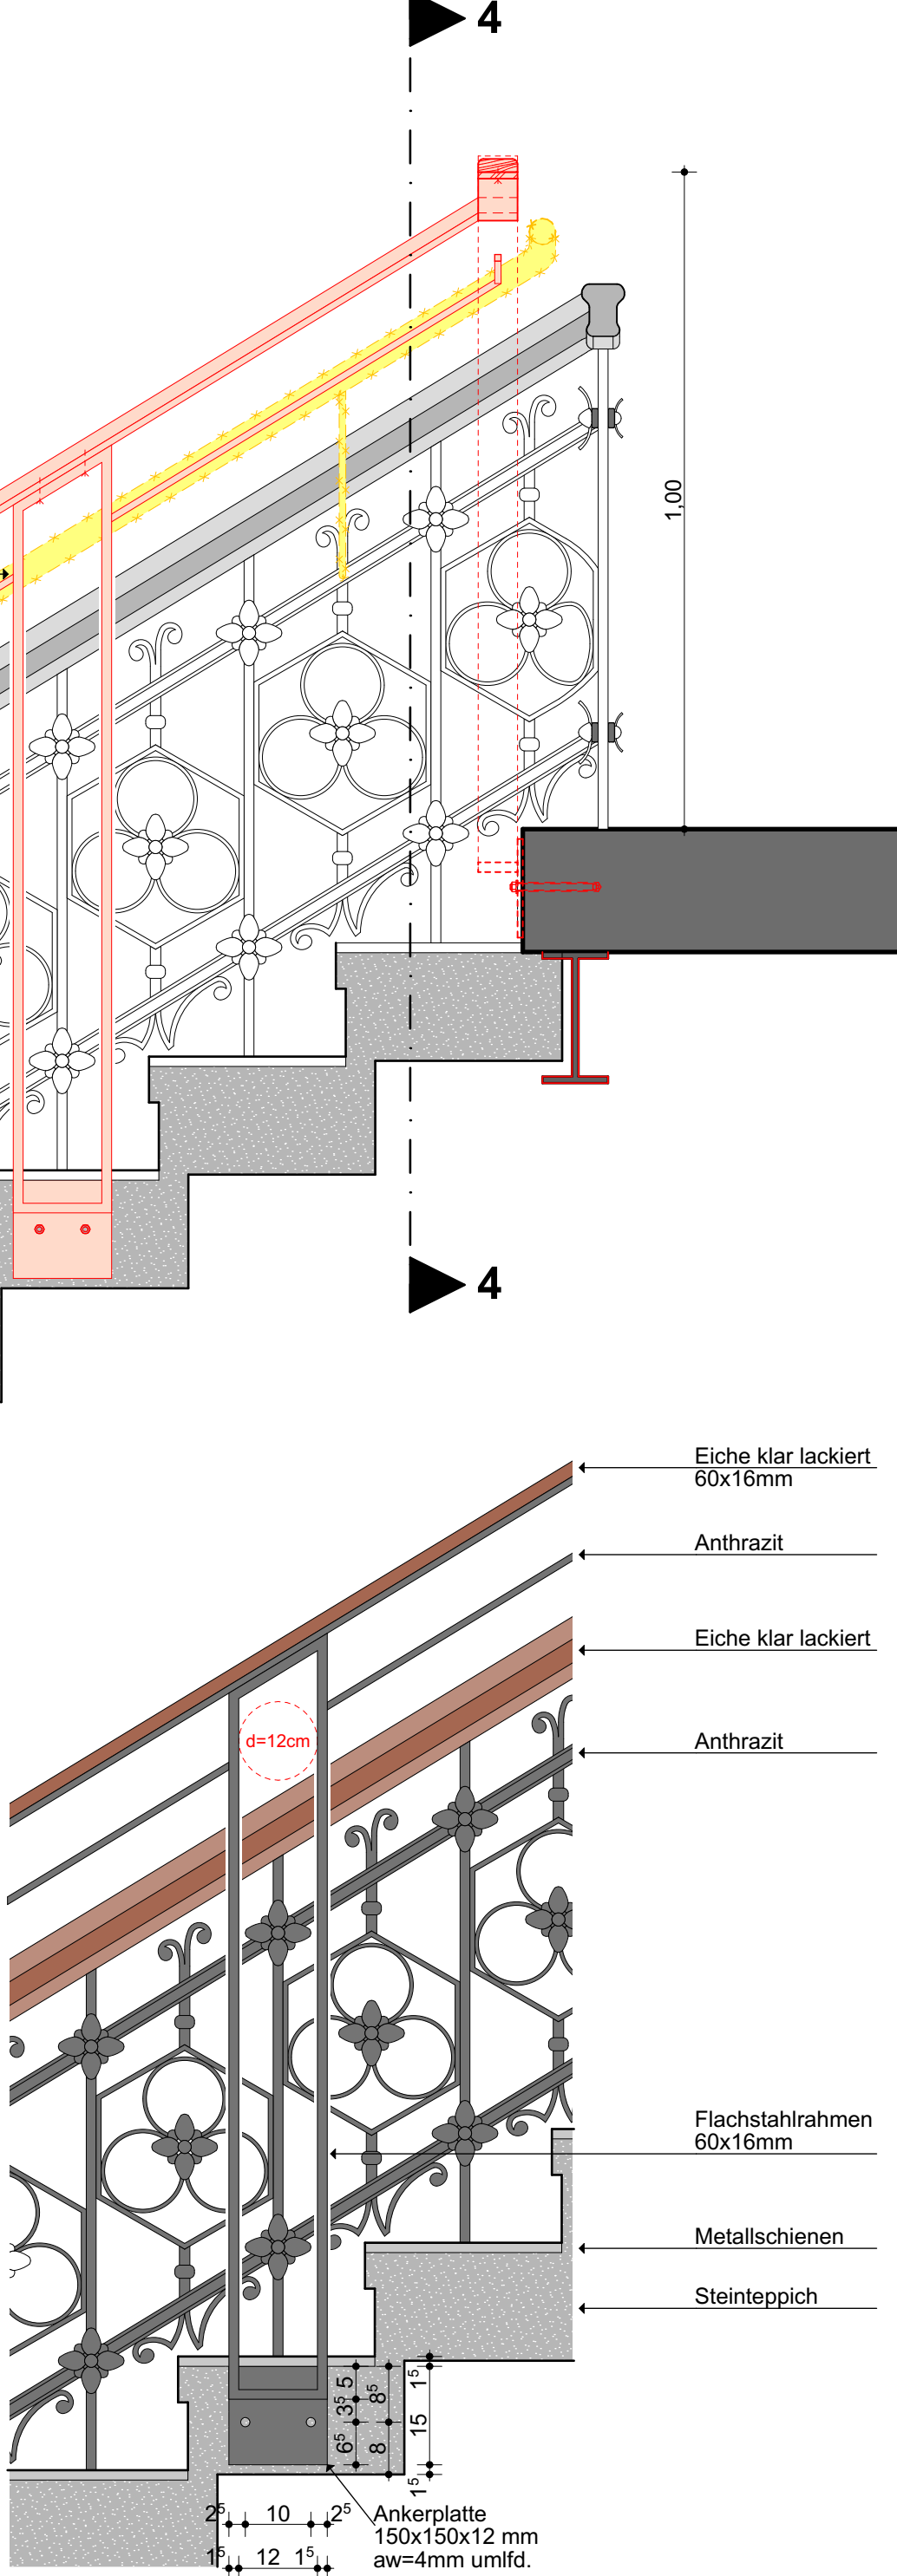 4
1,00
4
Eiche klar lackiert
60x16mm
Anthrazit
Eiche klar lackiert
Anthrazit
d=12cm
Flachstahlrahmen
60x16mm
Metallschienen
Steinteppich
5
3⁵
6⁵
8⁵
8
1⁵
15
1⁵
2⁵ 10 2⁵
1⁵ 12 1⁵
Ankerplatte
150x150x12 mm
aw=4mm umlfd.